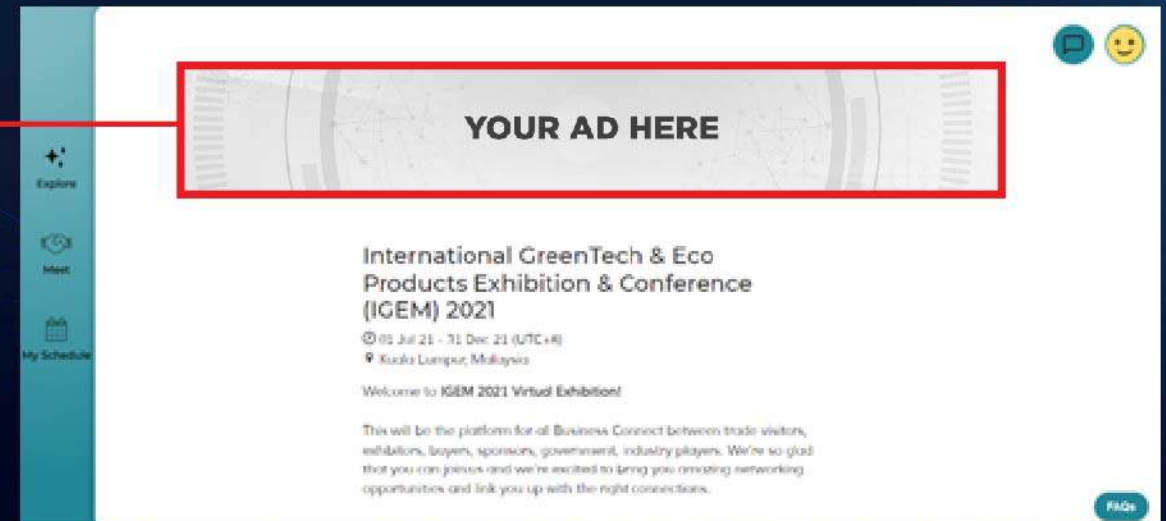 YOUR AD HERE
Explore
Meet
My Schedule
International GreenTech & Eco
Products Exhibition & Conference
(IGEM) 2021
01 Jul 21 - 31 Dec 21 (UTC+8)
Kuala Lumpur, Malaysia
Welcome to IGEM 2021 Virtual Exhibition!
This will be the platform for all Business Connect between trade visitors,
exhibitors, buyers, sponsors, government, industry players. We're so glad
that you can join us and we're excited to bring you amazing networking
opportunities and link you up with the right connections.
FAQs